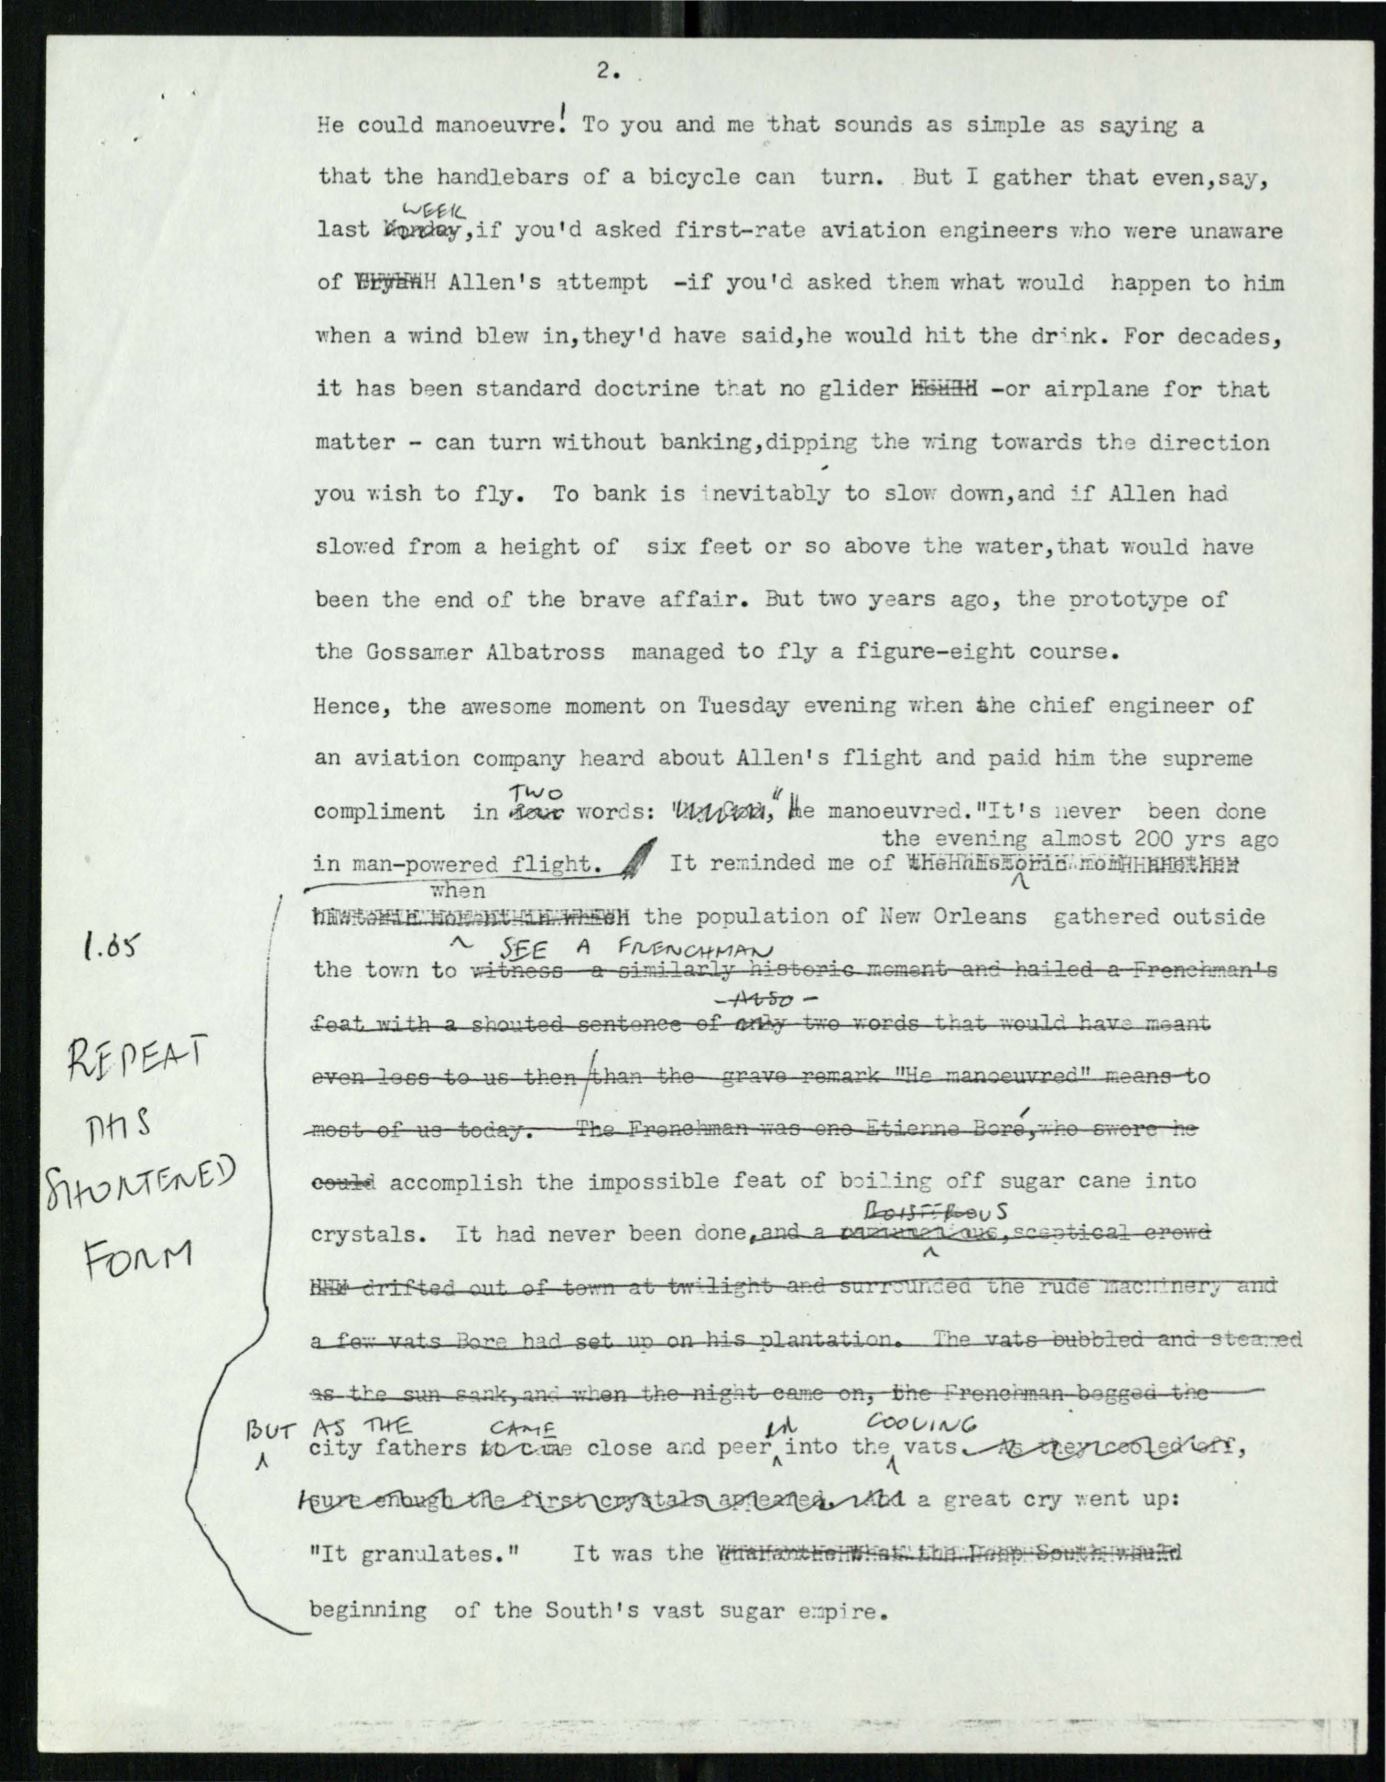 2.
He could manoeuvre! To you and me that sounds as simple as saying a
that the handlebars of a bicycle can turn. But I gather that even,say,
WEEK
last Monday,if you'd asked first-rate aviation engineers who were unaware
of Allen's attempt -if you'd asked them what would happen to him
when a wind blew in,they'd have said,he would hit the drink. For decades,
it has been standard doctrine that no glider -or airplane for that
matter - can turn without banking,dipping the wing towards the direction
you wish to fly. To bank is inevitably to slow down,and if Allen had
slowed from a height of six feet or so above the water,that would have
been the end of the brave affair. But two years ago, the prototype of
the Gossamer Albatross managed to fly a figure-eight course.
Hence, the awesome moment on Tuesday evening when the chief engineer of
an aviation company heard about Allen's flight and paid him the supreme
TWO
compliment in four words: " "He manoeuvred."It's never been done
the evening almost 200 yrs ago
in man-powered flight. It reminded me of
when
the population of New Orleans gathered outside
SEE A FRENCHMAN
the town to witness a similarly historic moment and hailed a Frenchman's
-ALSO-
feat with a shouted sentence of only two words that would have meant
even less to us then/than the grave remark "He manoeuvred" means to
most of us today. The Frenchman was one Etienne Boré,who swore he
could accomplish the impossible feat of boiling off sugar cane into
BOISTEROUS
crystals. It had never been done,and a sceptical crowd
drifted out of town at twilight and surrounded the rude machinery and
a few vats Bore had set up on his plantation. The vats bubbled and steamed
as the sun sank,and when the night came on, the Frenchman begged the
BUT AS THE CAME IN COOLING
city fathers to come close and peer into the vats. As they cooled off,
sure enough the first crystals appeared. And a great cry went up:
"It granulates." It was the What the Deep South would
beginning of the South's vast sugar empire.
1.05
REPEAT
THIS
SHORTENED
FORM